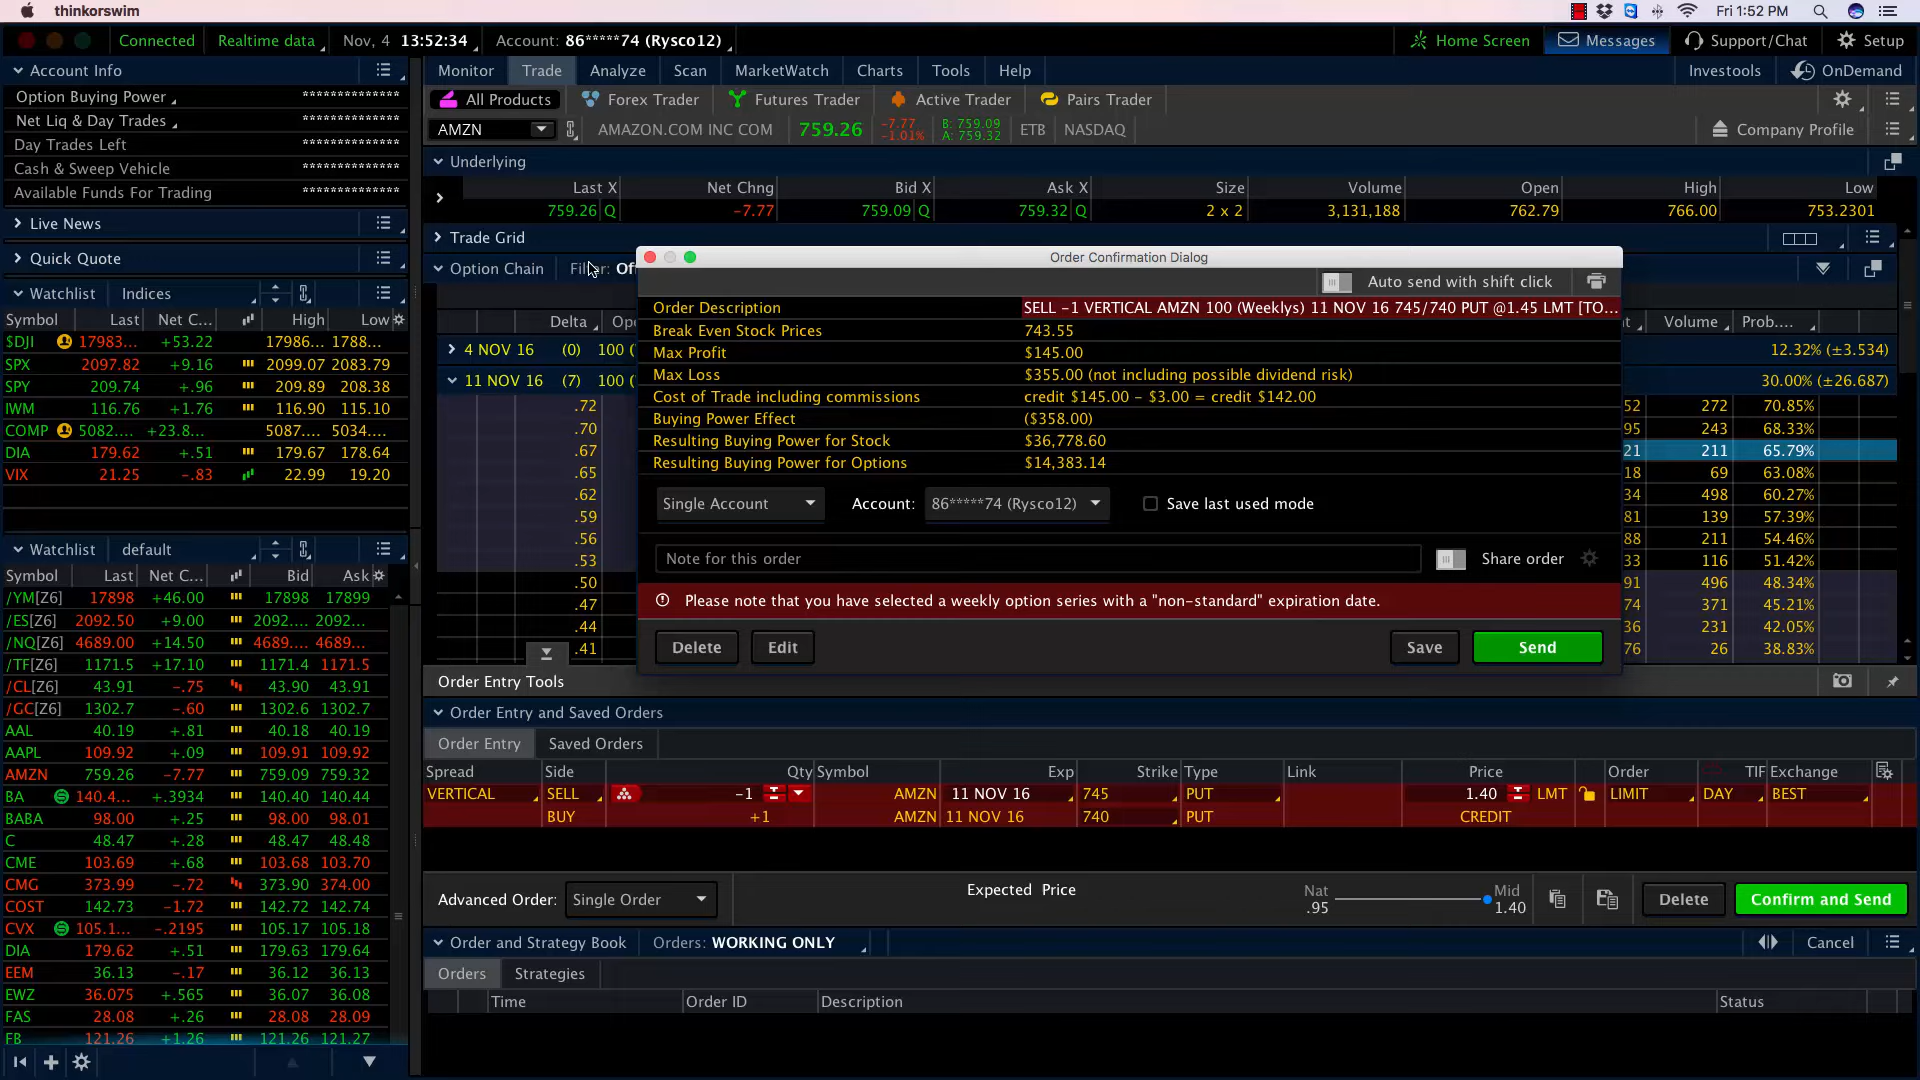 thinkorswim Fri 1:52 PM
Connected Realtime data Nov, 4 13:52:34 Account: 86*****74 (Rysco12) Home Screen Messages Support/Chat Setup
Account Info
Option Buying Power **************
Net Liq & Day Trades **************
Day Trades Left **************
Cash & Sweep Vehicle **************
Available Funds For Trading **************
Live News
Quick Quote
Watchlist Indices
Symbol Last Net C... High Low
$DJI 17983... +53.22 17986... 1788...
SPX 2097.82 +9.16 2099.07 2083.79
SPY 209.74 +.96 209.89 208.38
IWM 116.76 +1.76 116.90 115.10
COMP 5082.... +23.8... 5087.... 5034....
DIA 179.62 +.51 179.67 178.64
VIX 21.25 -.83 22.99 19.20
Watchlist default
Symbol Last Net C... Bid Ask
/YM[Z6] 17898 +46.00 17898 17899
/ES[Z6] 2092.50 +9.00 2092.... 2092...
/NQ[Z6] 4689.00 +14.50 4689.... 4689...
/TF[Z6] 1171.5 +17.10 1171.4 1171.5
/CL[Z6] 43.91 -.75 43.90 43.91
/GC[Z6] 1302.7 -.60 1302.6 1302.7
AAL 40.19 +.81 40.18 40.19
AAPL 109.92 +.09 109.91 109.92
AMZN 759.26 -7.77 759.09 759.32
BA 140.4... +.3934 140.40 140.44
BABA 98.00 +.25 98.00 98.01
C 48.47 +.28 48.47 48.48
CME 103.69 +.68 103.68 103.70
CMG 373.99 -.72 373.90 374.00
COST 142.73 -1.72 142.72 142.74
CVX 105.1... -.2195 105.17 105.18
DIA 179.62 +.51 179.63 179.64
EEM 36.13 -.17 36.12 36.13
EWZ 36.075 +.565 36.07 36.08
FAS 28.08 +.26 28.08 28.09
FB 121.26 +1.26 121.26 121.27
Monitor Trade Analyze Scan MarketWatch Charts Tools Help Investools OnDemand
All Products Forex Trader Futures Trader Active Trader Pairs Trader
AMZN AMAZON.COM INC COM 759.26 -7.77 -1.01% B: 759.09 A: 759.32 ETB NASDAQ Company Profile
Underlying
Last X Net Chng Bid X Ask X Size Volume Open High Low
759.26 Q -7.77 759.09 Q 759.32 Q 2 x 2 3,131,188 762.79 766.00 753.2301
Trade Grid
Option Chain Filter: Of
Delta Op t Volume Prob....
4 NOV 16 (0) 100 ( 12.32% (±3.534)
11 NOV 16 (7) 100 ( 30.00% (±26.687)
.72 52 272 70.85%
.70 95 243 68.33%
.67 21 211 65.79%
.65 18 69 63.08%
.62 34 498 60.27%
.59 81 139 57.39%
.56 88 211 54.46%
.53 33 116 51.42%
.50 91 496 48.34%
.47 74 371 45.21%
.44 36 231 42.05%
.41 76 26 38.83%
Order Confirmation Dialog
Auto send with shift click
Order Description SELL -1 VERTICAL AMZN 100 (Weeklys) 11 NOV 16 745/740 PUT @1.45 LMT [TO...
Break Even Stock Prices 743.55
Max Profit $145.00
Max Loss $355.00 (not including possible dividend risk)
Cost of Trade including commissions credit $145.00 - $3.00 = credit $142.00
Buying Power Effect ($358.00)
Resulting Buying Power for Stock $36,778.60
Resulting Buying Power for Options $14,383.14
Single Account Account: 86*****74 (Rysco12) Save last used mode
Note for this order Share order
Please note that you have selected a weekly option series with a "non-standard" expiration date.
Delete Edit Save Send
Order Entry Tools
Order Entry and Saved Orders
Order Entry Saved Orders
Spread Side Qty Symbol Exp Strike Type Link Price Order TIF Exchange
VERTICAL SELL -1 AMZN 11 NOV 16 745 PUT 1.40 LMT LIMIT DAY BEST
BUY +1 AMZN 11 NOV 16 740 PUT CREDIT
Advanced Order: Single Order Expected Price Nat .95 Mid 1.40 Delete Confirm and Send
Order and Strategy Book Orders: WORKING ONLY Cancel
Orders Strategies
Time Order ID Description Status